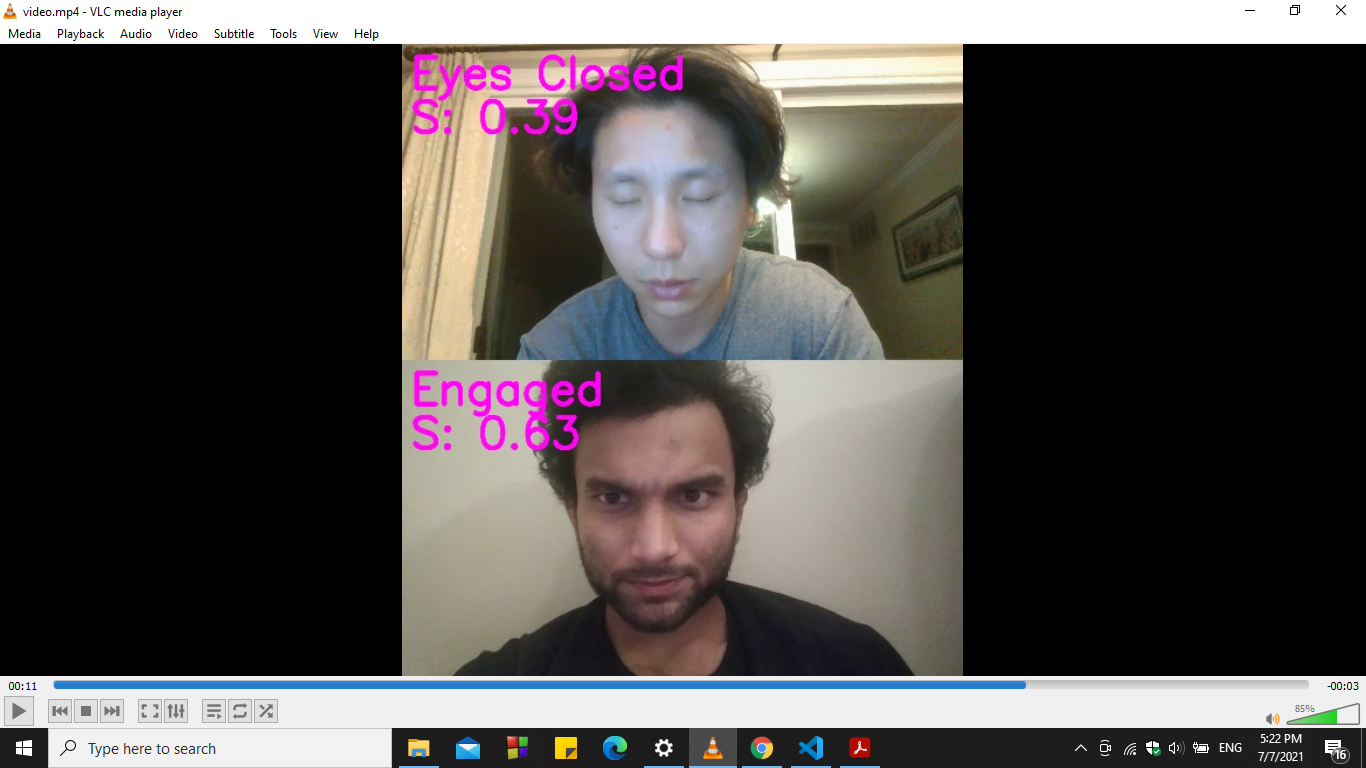 video.mp4 - VLC media player
Media Playback Audio Video Subtitle Tools View Help
Eyes Closed
S: 0.39
Engaged
S: 0.63
00:11
-00:03
85%
Type here to search
ENG
5:22 PM
7/7/2021
16